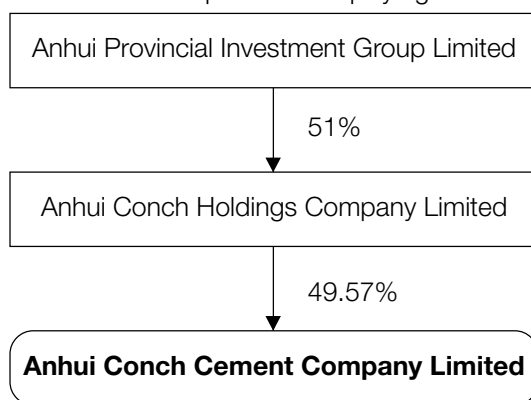 Anhui Provincial Investment Group Limited
51%
Anhui Conch Holdings Company Limited
49.57%
Anhui Conch Cement Company Limited